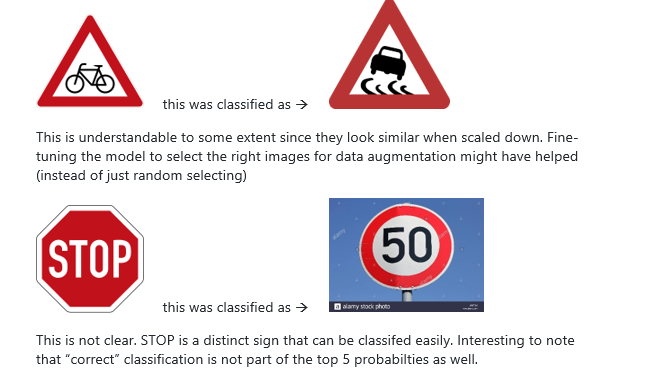 this was classified as →
This is understandable to some extent since they look similar when scaled down. Fine-
tuning the model to select the right images for data augmentation might have helped
(instead of just random selecting)
STOP
50
alamy stock photo
this was classified as →
This is not clear. STOP is a distinct sign that can be classifed easily. Interesting to note
that “correct” classification is not part of the top 5 probabilties as well.